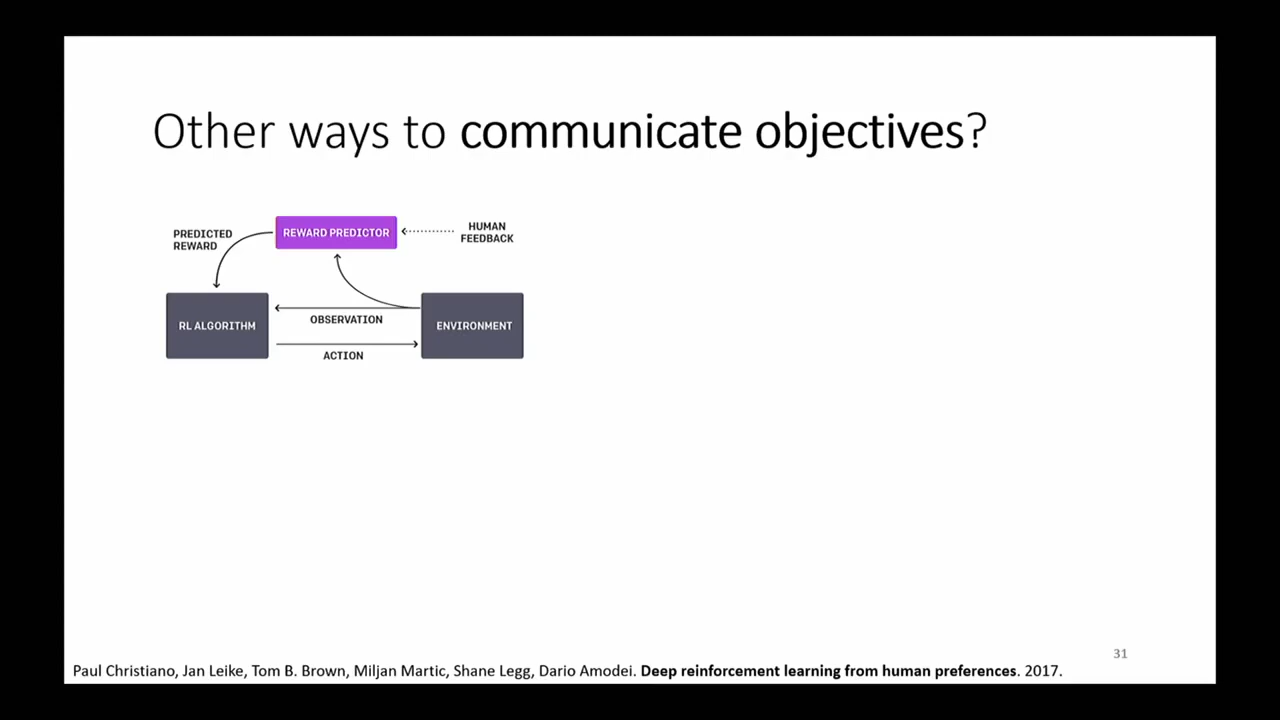 Other ways to communicate objectives?
PREDICTED
REWARD
REWARD PREDICTOR
HUMAN
FEEDBACK
RL ALGORITHM
OBSERVATION
ACTION
ENVIRONMENT
31
Paul Christiano, Jan Leike, Tom B. Brown, Miljan Martic, Shane Legg, Dario Amodei. Deep reinforcement learning from human preferences. 2017.